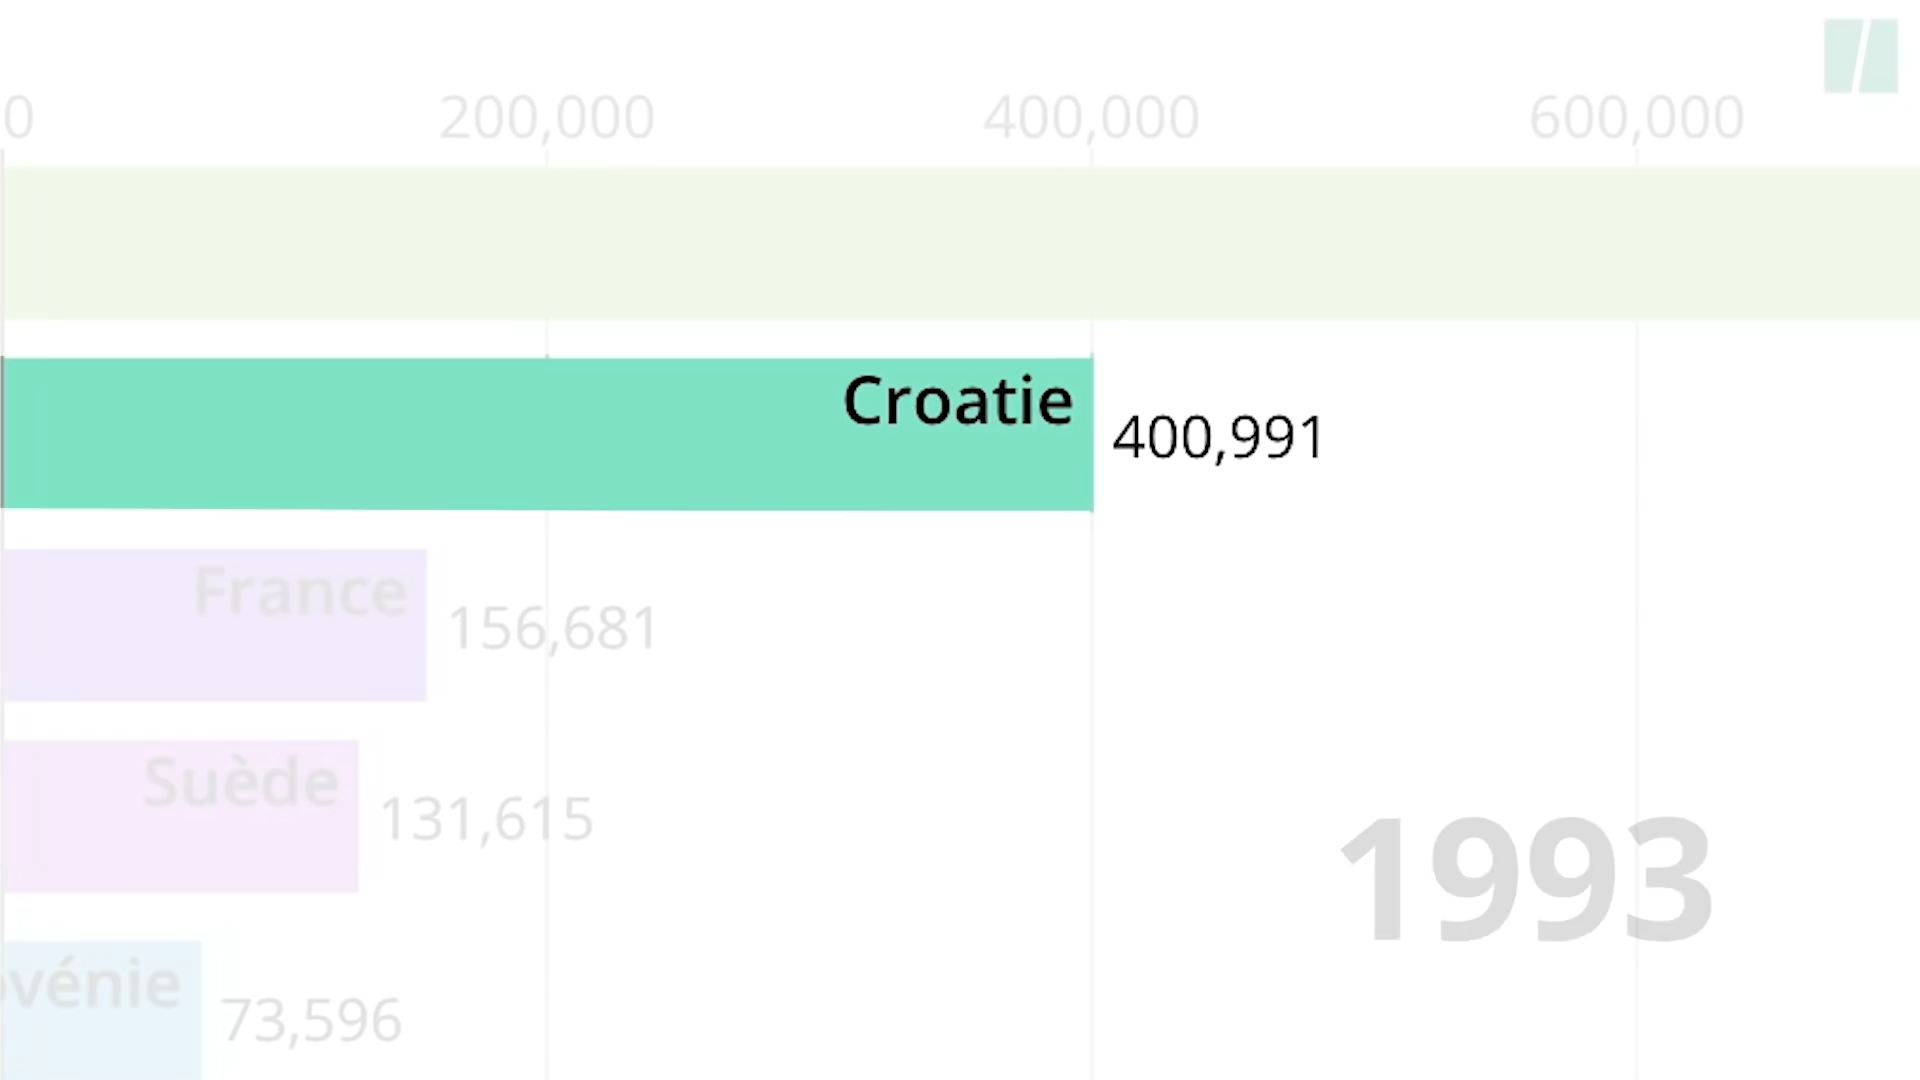 0 200,000 400,000 600,000
Croatie 400,991
France 156,681
Suède 131,615
1993
vénie 73,596